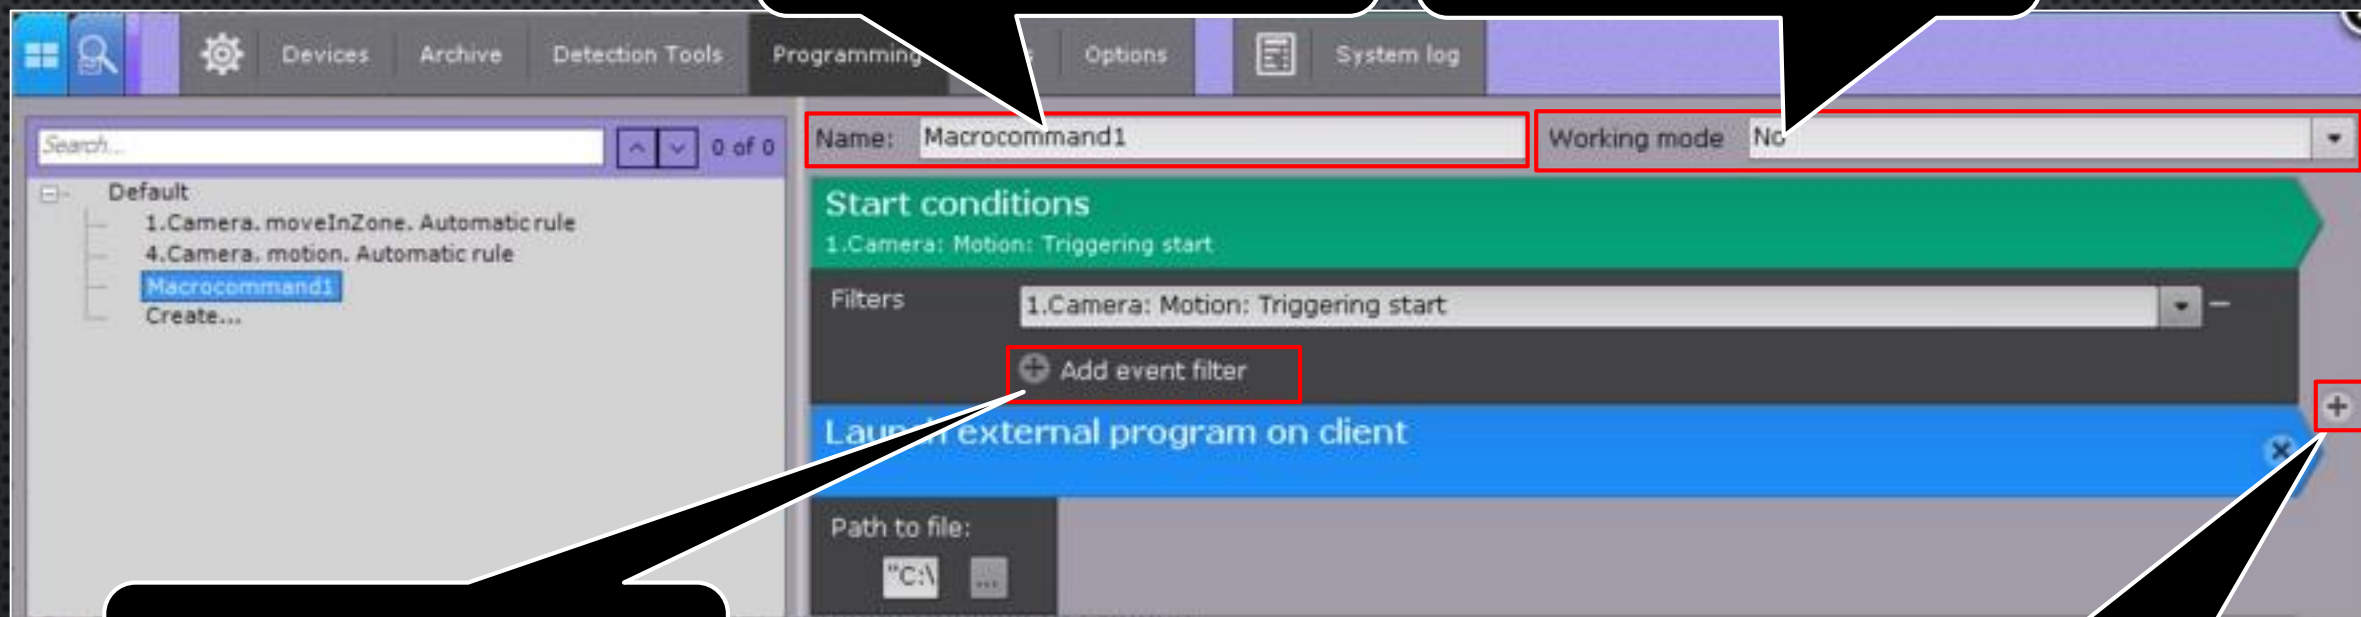 Devices Archive Detection Tools Programming Options System log
Search...
0 of 0
Default
1.Camera. moveInZone. Automatic rule
4.Camera. motion. Automatic rule
Macrocommand1
Create...
Name: Macrocommand1 Working mode No
Start conditions
1.Camera: Motion: Triggering start
Filters 1.Camera: Motion: Triggering start
Add event filter
Launch external program on client
Path to file:
"C:\ ...